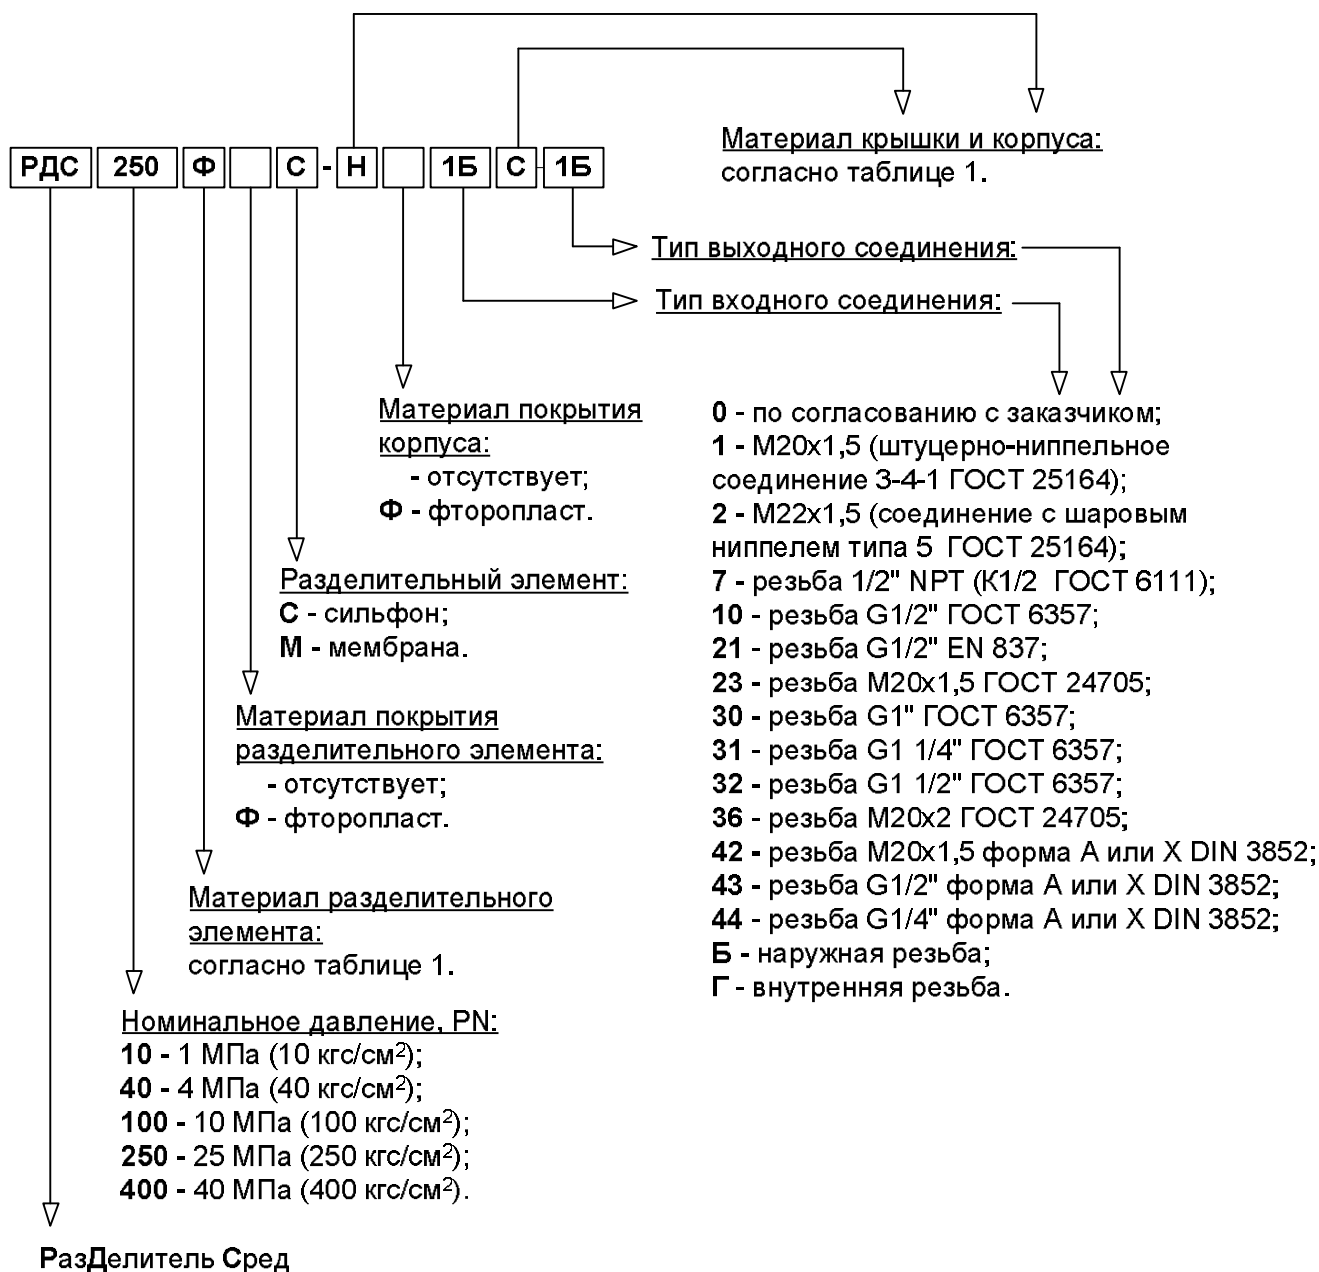 Материал крышки и корпуса:
согласно таблице 1.
РДС 250 Ф С - Н 1Б С 1Б
Тип выходного соединения:
Тип входного соединения:
Материал покрытия
корпуса:
- отсутствует;
Ф - фторопласт.
Разделительный элемент:
С - сильфон;
М - мембрана.
Материал покрытия
разделительного элемента:
- отсутствует;
Ф - фторопласт.
Материал разделительного
элемента:
согласно таблице 1.
Номинальное давление, PN:
10 - 1 МПа (10 кгс/см²);
40 - 4 МПа (40 кгс/см²);
100 - 10 МПа (100 кгс/см²);
250 - 25 МПа (250 кгс/см²);
400 - 40 МПа (400 кгс/см²).
РазДелитель Сред
0 - по согласованию с заказчиком;
1 - М20х1,5 (штуцерно-ниппельное
соединение 3-4-1 ГОСТ 25164);
2 - М22х1,5 (соединение с шаровым
ниппелем типа 5 ГОСТ 25164);
7 - резьба 1/2" NPT (К1/2 ГОСТ 6111);
10 - резьба G1/2" ГОСТ 6357;
21 - резьба G1/2" EN 837;
23 - резьба М20х1,5 ГОСТ 24705;
30 - резьба G1" ГОСТ 6357;
31 - резьба G1 1/4" ГОСТ 6357;
32 - резьба G1 1/2" ГОСТ 6357;
36 - резьба М20х2 ГОСТ 24705;
42 - резьба М20х1,5 форма А или Х DIN 3852;
43 - резьба G1/2" форма А или Х DIN 3852;
44 - резьба G1/4" форма А или Х DIN 3852;
Б - наружная резьба;
Г - внутренняя резьба.